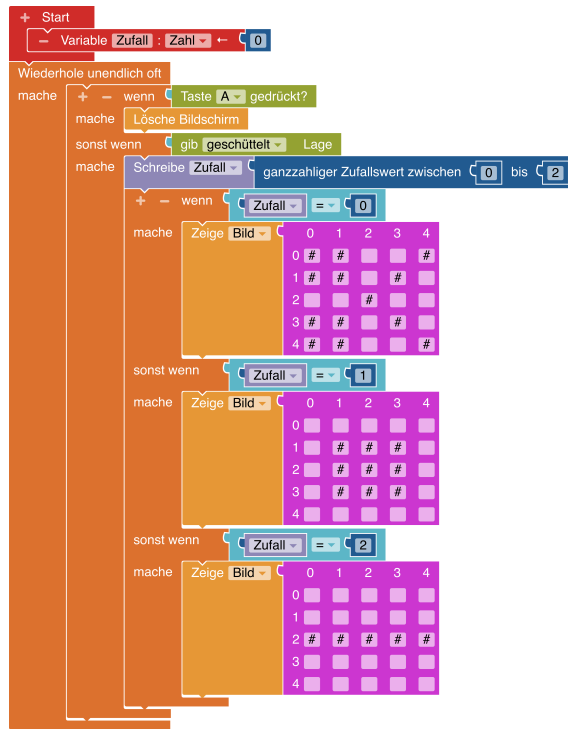 + Start
− Variable Zufall : Zahl ← 0
Wiederhole unendlich oft
mache + − wenn Taste A gedrückt?
mache Lösche Bildschirm
sonst wenn gib geschüttelt Lage
mache Schreibe Zufall ganzzahliger Zufallswert zwischen 0 bis 2
+ − wenn Zufall = 0
mache Zeige Bild 0 1 2 3 4
0 # # #
1 # # #
2 #
3 # # #
4 # # #
sonst wenn Zufall = 1
mache Zeige Bild 0 1 2 3 4
0
1 # # #
2 # # #
3 # # #
4
sonst wenn Zufall = 2
mache Zeige Bild 0 1 2 3 4
0
1
2 # # # # #
3
4